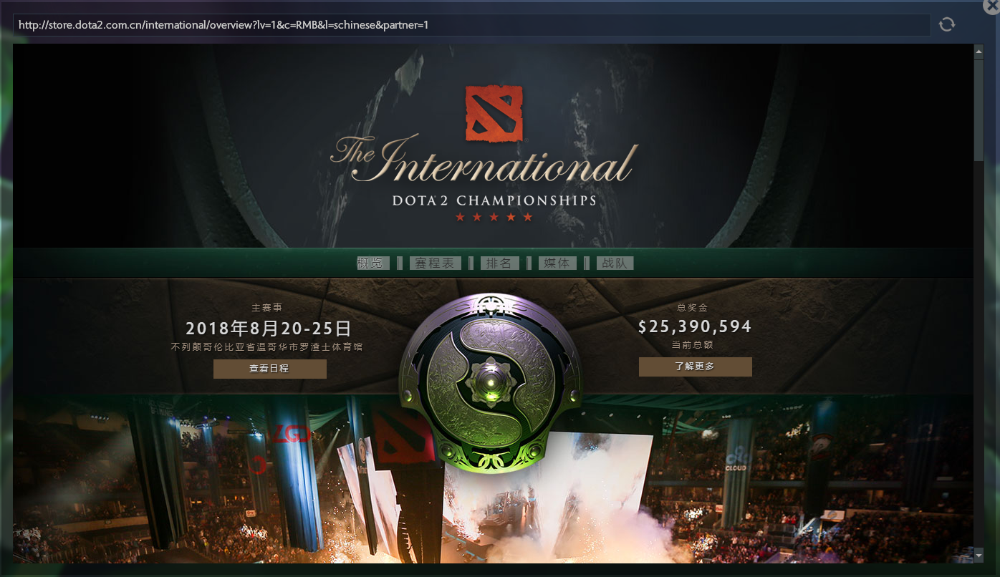 http://store.dota2.com.cn/international/overview?lv=1&c=RMB&l=schinese&partner=1
The International
DOTA 2 CHAMPIONSHIPS
概览 || 赛程表 || 排名 || 媒体 || 战队
主赛事
2018年8月20-25日
不列颠哥伦比亚省温哥华市罗渣士体育馆
查看日程
总奖金
$25,390,594
当前总额
了解更多
LGD
CLOUD